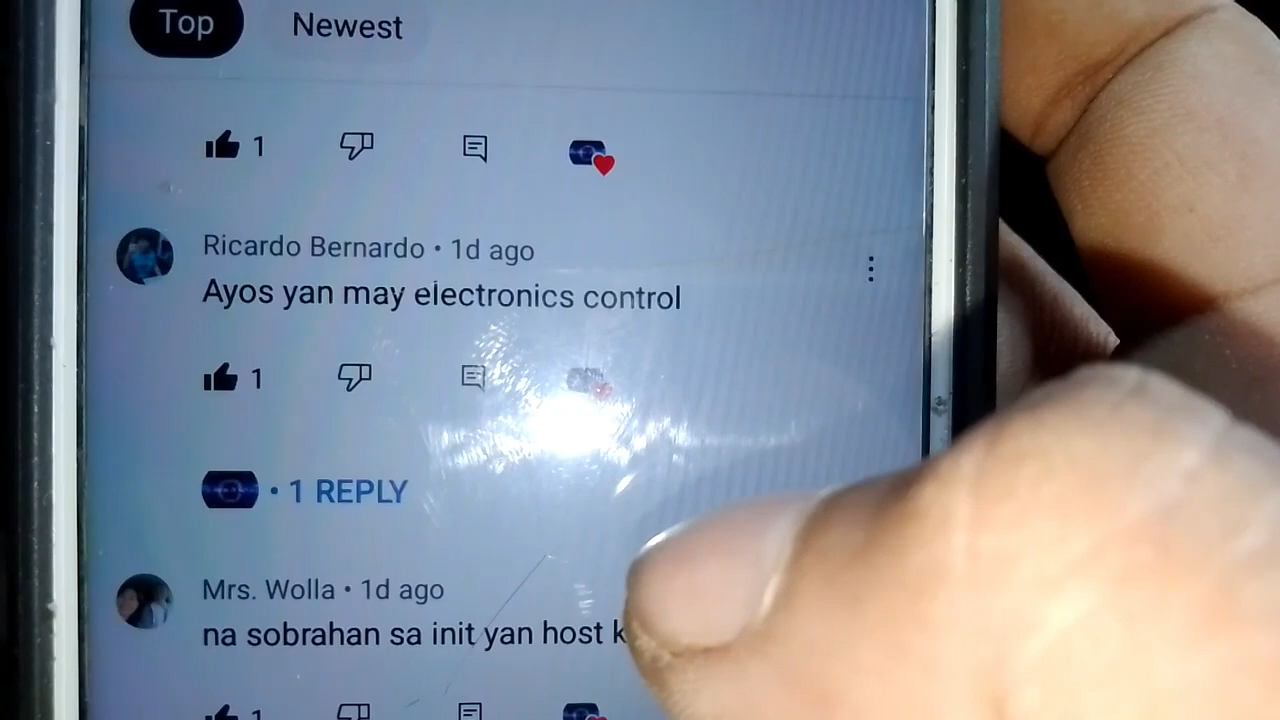 Top Newest
1
Ricardo Bernardo • 1d ago
Ayos yan may electronics control
1
• 1 REPLY
Mrs. Wolla • 1d ago
na sobrahan sa init yan host
1